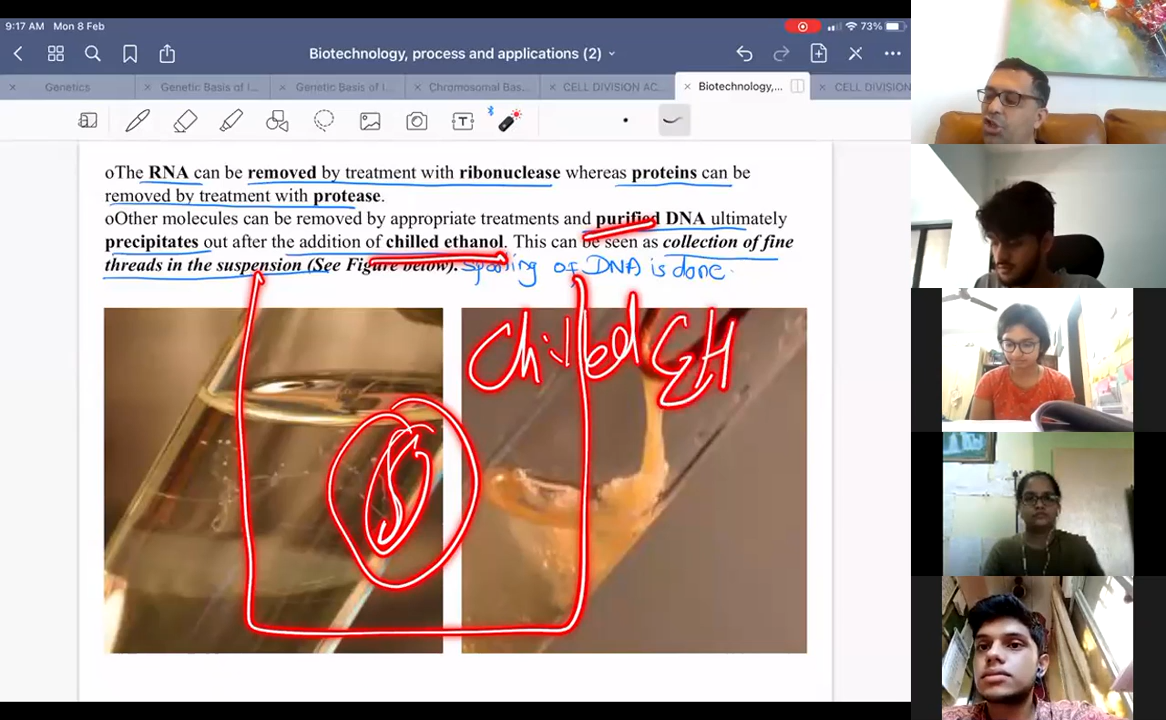 9:17 AM Mon 8 Feb
73%
Biotechnology, process and applications (2)
Genetics
Genetic Basis of I...
Genetic Basis of I...
Chromosomal Bas...
CELL DIVISION AC...
Biotechnology,...
CELL DIVISION
oThe RNA can be removed by treatment with ribonuclease whereas proteins can be
removed by treatment with protease.
oOther molecules can be removed by appropriate treatments and purified DNA ultimately
precipitates out after the addition of chilled ethanol. This can be seen as collection of fine
threads in the suspension (See Figure below). spooling of DNA is done.
Chilled EH